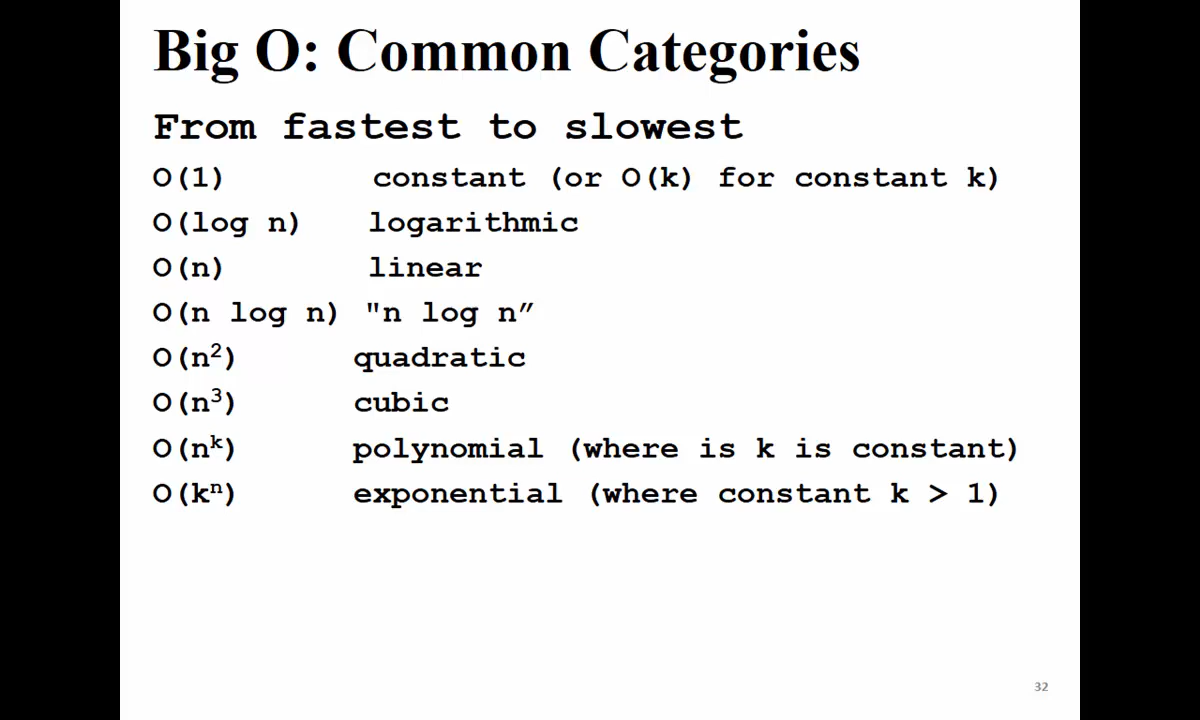 Big O: Common Categories
From fastest to slowest
O(1) constant (or O(k) for constant k)
O(log n) logarithmic
O(n) linear
O(n log n) "n log n”
O(n²) quadratic
O(n³) cubic
O(nᵏ) polynomial (where is k is constant)
O(kⁿ) exponential (where constant k > 1)
32